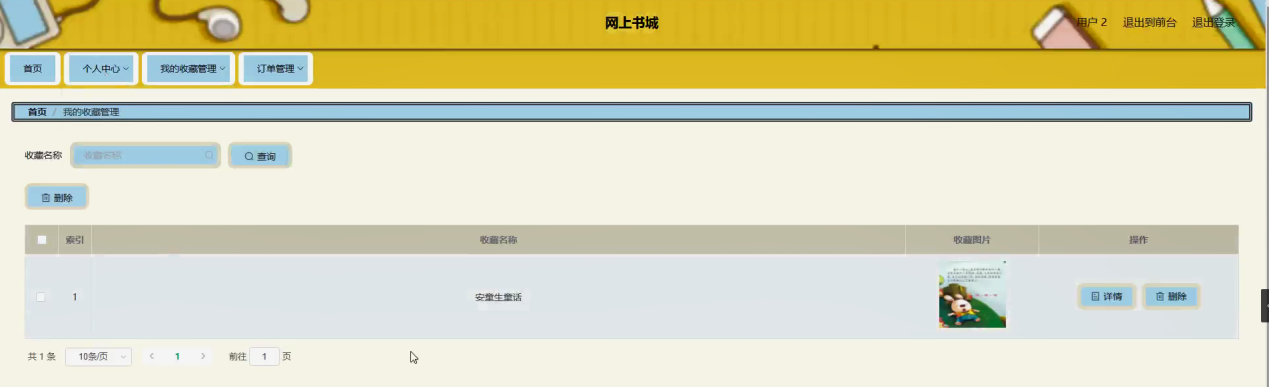 网上书城
用户 2 退出到前台 退出登录
首页 个人中心 我的收藏管理 订单管理
首页 / 我的收藏管理
收藏名称 收藏名称 查询
删除
索引 收藏名称 收藏图片 操作
1 安童生童话 详情 删除
共 1 条 10条/页 1 前往 1 页